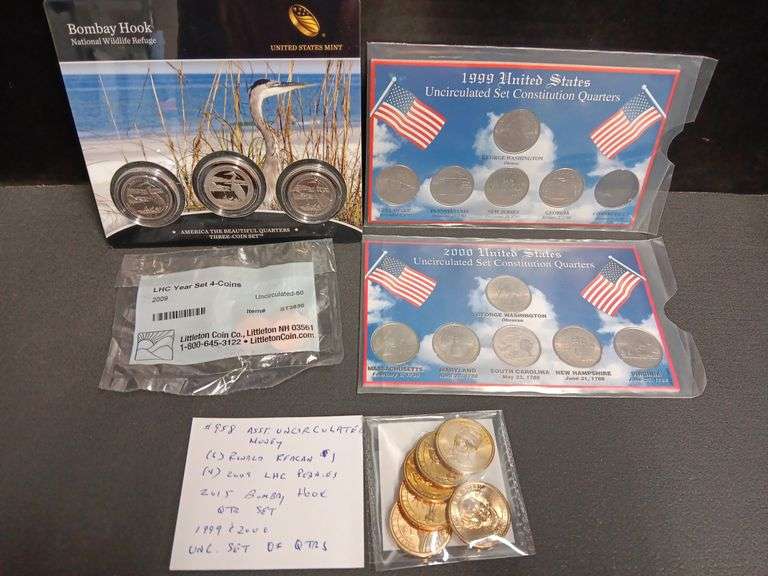 Bombay Hook
National Wildlife Refuge
UNITED STATES MINT
AMERICA THE BEAUTIFUL QUARTERS
THREE-COIN SET™
1999 United States
Uncirculated Set Constitution Quarters
GEORGE WASHINGTON
PENNSYLVANIA NEW JERSEY GEORGIA
2000 United States
Uncirculated Set Constitution Quarters
GEORGE WASHINGTON
Obverse
MASSACHUSETTS MARYLAND SOUTH CAROLINA NEW HAMPSHIRE VIRGINIA
May 23, 1788 June 21, 1788
LHC Year Set 4-Coins
2009 Uncirculated-60
Item#
Littleton Coin Co., Littleton NH 03561
1-800-645-3122 • LittletonCoin.com
#958 ASST. UNCIRCULATED
MONEY
(6) RONALD REAGAN $1
(4) 2009 LHC PENNIES
2015 BOMBAY HOOK
QTR SET
1999 & 2000
UNC. SET OF QTRS